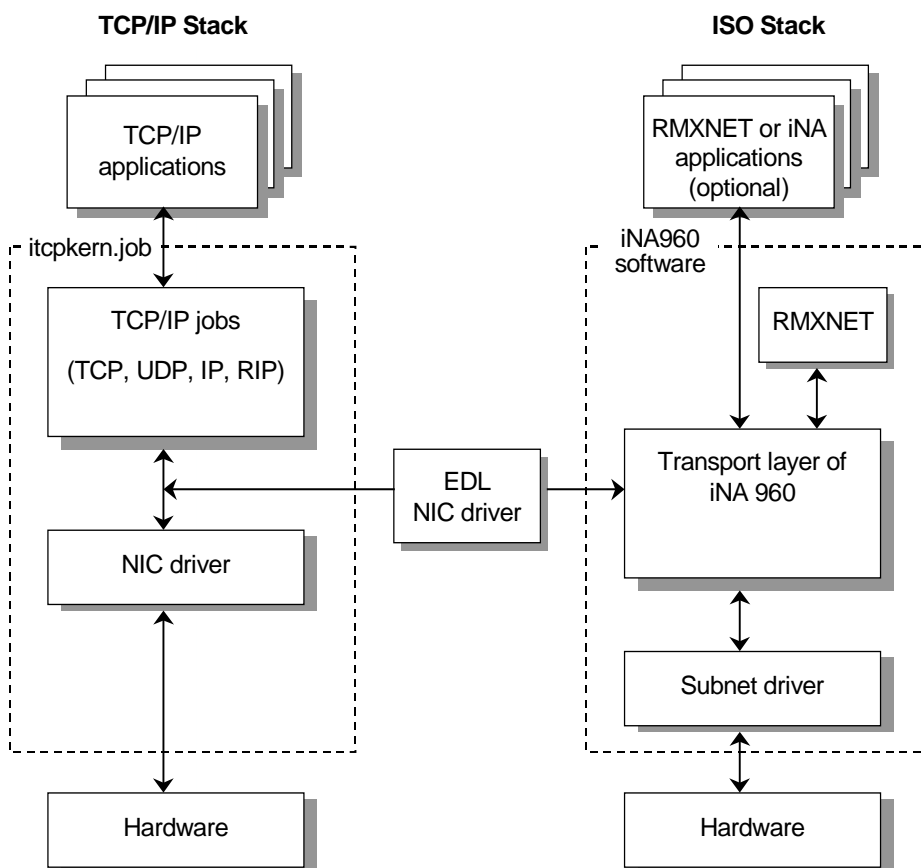 TCP/IP Stack
ISO Stack
TCP/IP
applications
RMXNET or iNA
applications
(optional)
itcpkern.job
iNA960
software
TCP/IP jobs
(TCP, UDP, IP, RIP)
RMXNET
EDL
NIC driver
Transport layer of
iNA 960
NIC driver
Subnet driver
Hardware
Hardware